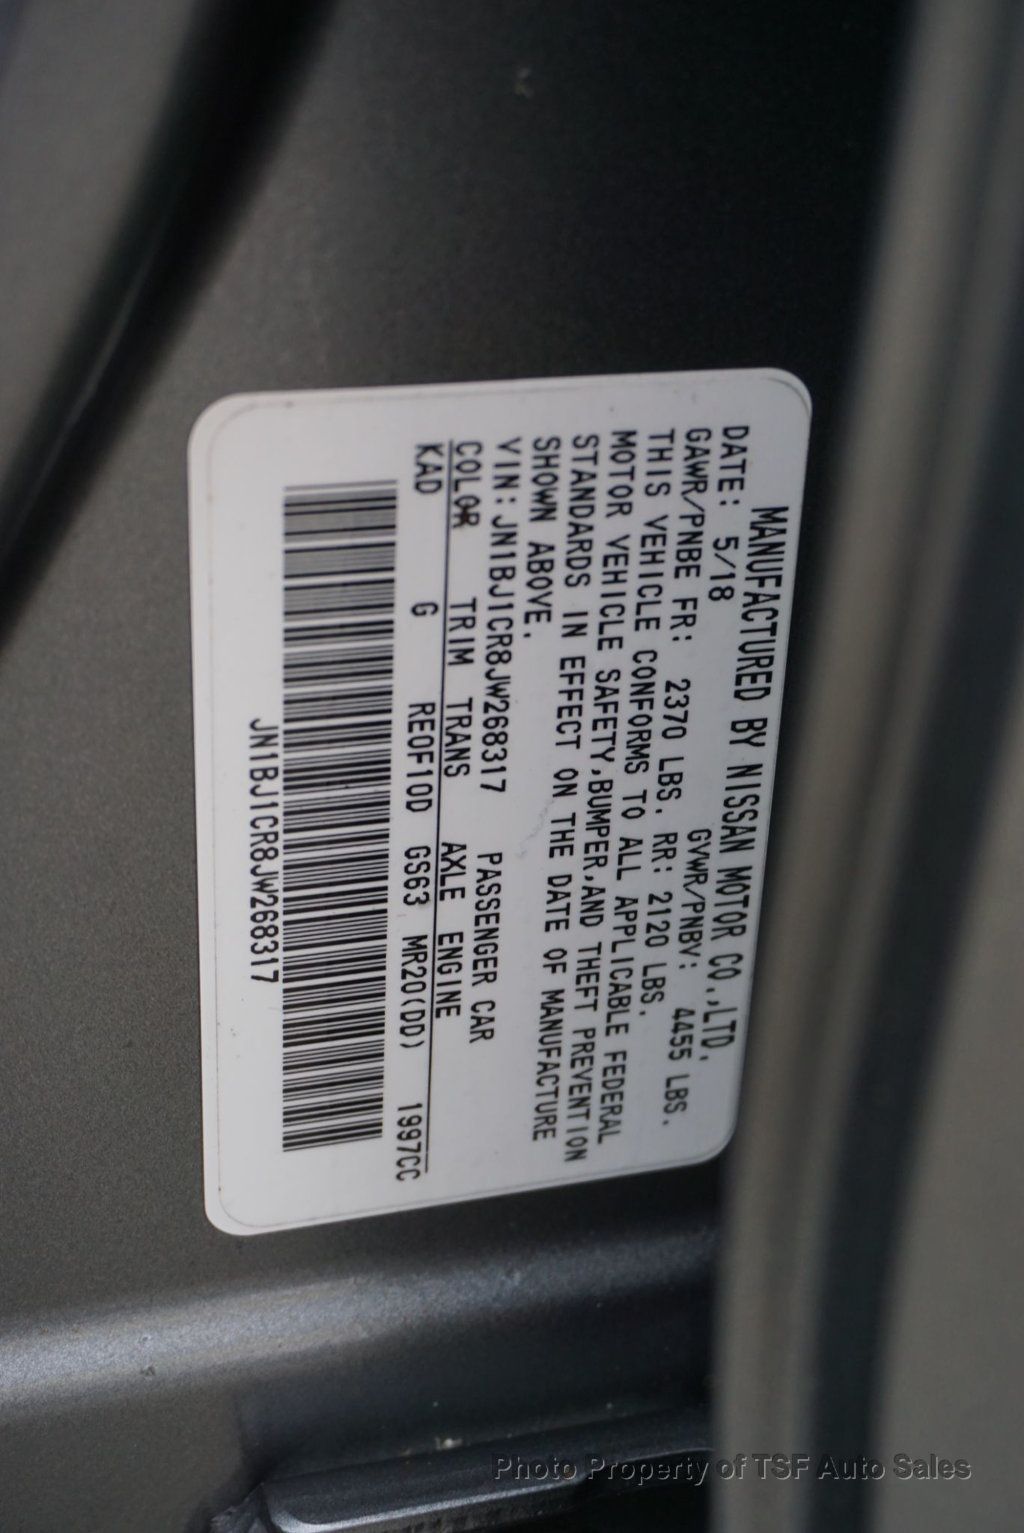 MANUFACTURED BY NISSAN MOTOR CO.,LTD.
DATE: 5/18 GVWR/PNBV: 4455 LBS.
GAWR/PNBE FR: 2370 LBS. RR: 2120 LBS.
THIS VEHICLE CONFORMS TO ALL APPLICABLE FEDERAL
MOTOR VEHICLE SAFETY,BUMPER,AND THEFT PREVENTION
STANDARDS IN EFFECT ON THE DATE OF MANUFACTURE
SHOWN ABOVE.
VIN:JN1BJ1CR8JW268317 PASSENGER CAR
COLOR TRIM TRANS AXLE ENGINE
KAD G RE0F10D GS63 MR20(DD) 1997CC
JN1BJ1CR8JW268317
Photo Property of TSF Auto Sales